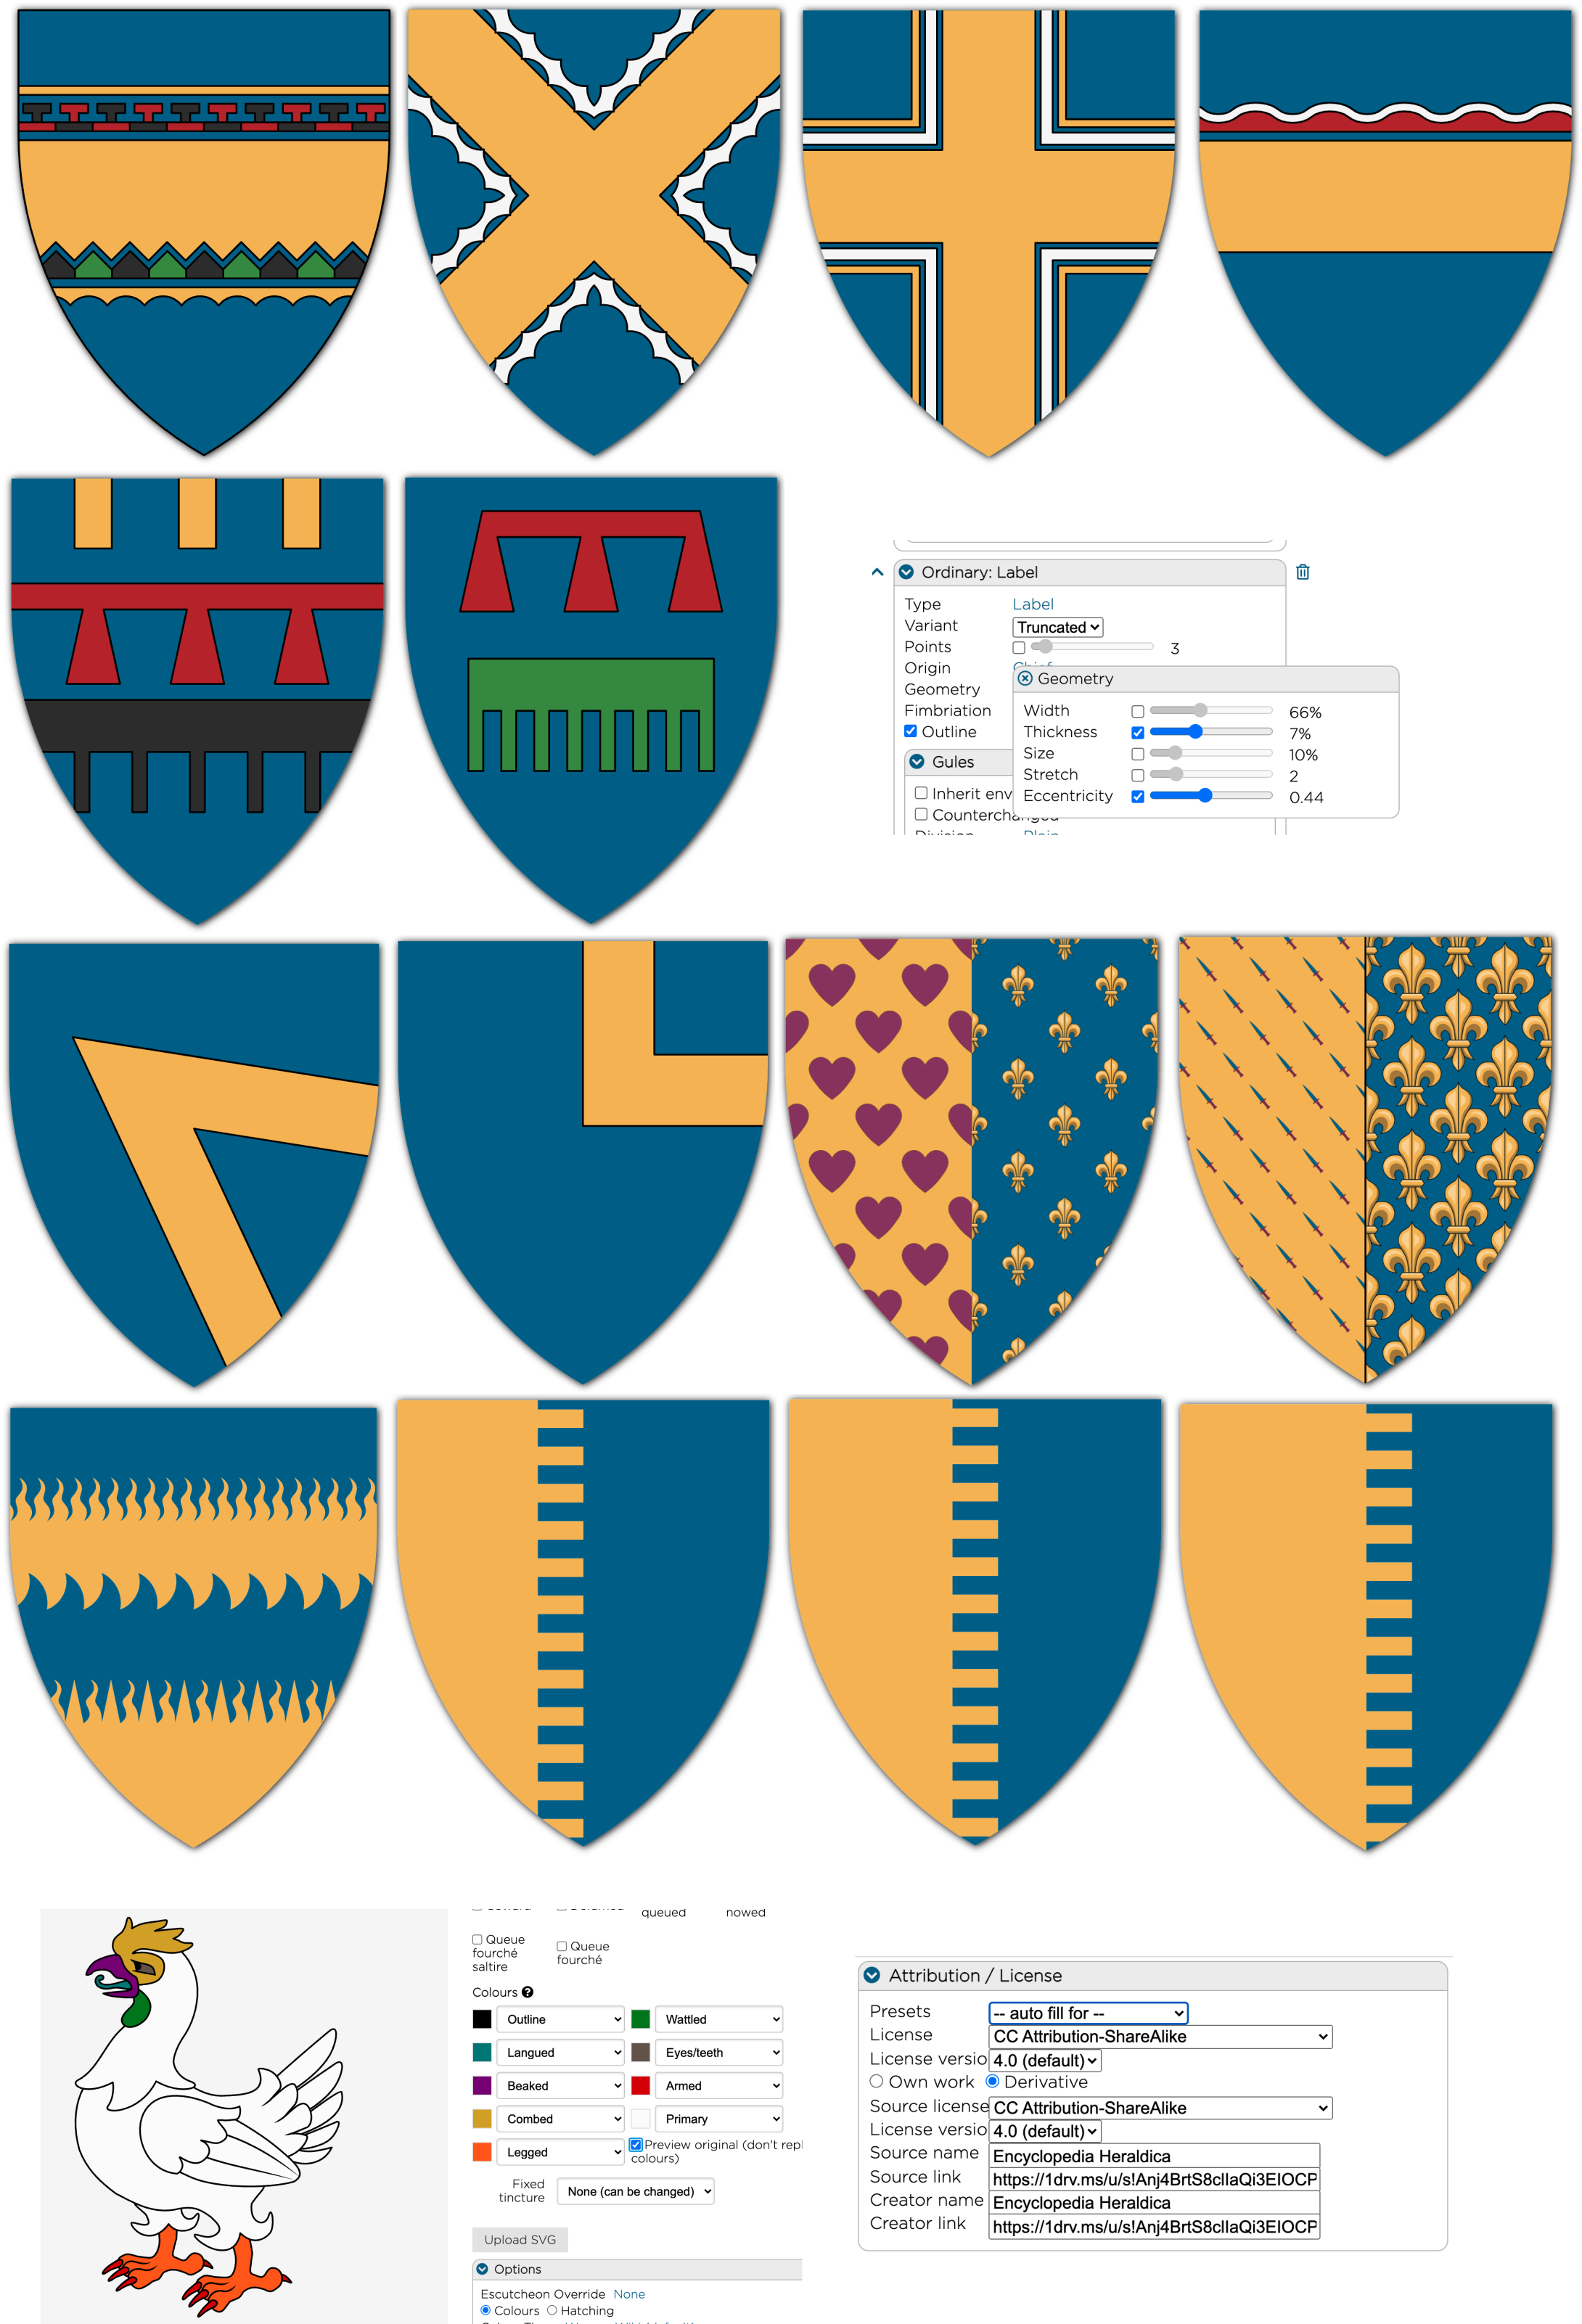 Ordinary: Label
Type Label
Variant Truncated
Points 3
Origin
Geometry
Fimbriation
Outline
Geometry
Width 66%
Thickness 7%
Size 10%
Stretch 2
Eccentricity 0.44
Gules
Inherit env
Counterchanged
queued nowed
Queue
fourché
saltire
Queue
fourché
Colours ?
Outline Wattled
Langued Eyes/teeth
Beaked Armed
Combed Primary
Legged Preview original (don't repl
colours)
Fixed
tincture
None (can be changed)
Upload SVG
Options
Escutcheon Override None
Colours Hatching
Attribution / License
Presets -- auto fill for --
License CC Attribution-ShareAlike
License versio 4.0 (default)
Own work Derivative
Source license CC Attribution-ShareAlike
License versio 4.0 (default)
Source name Encyclopedia Heraldica
Source link https://1drv.ms/u/s!Anj4BrtS8clIaQi3EIOCP
Creator name Encyclopedia Heraldica
Creator link https://1drv.ms/u/s!Anj4BrtS8clIaQi3EIOCP